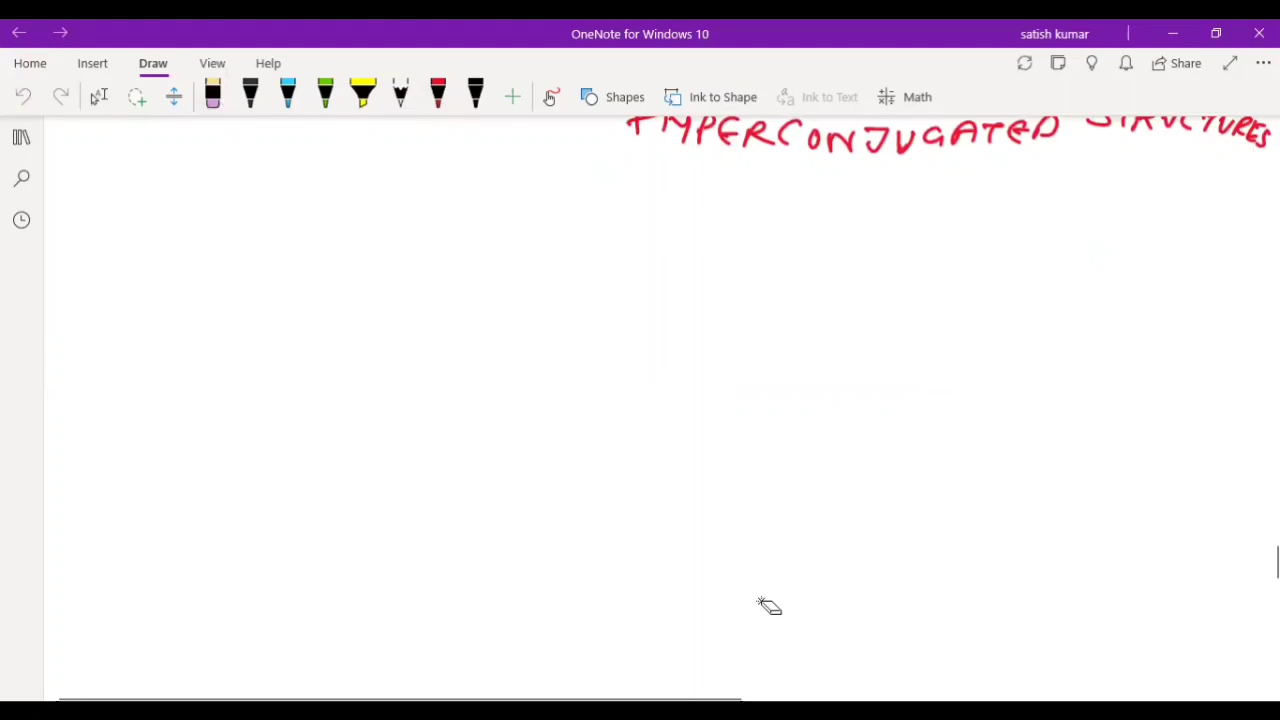 OneNote for Windows 10
satish kumar
Home Insert Draw View Help
Share
Shapes Ink to Shape Ink to Text Math
HYPERCONJUGATED STRUCTURES